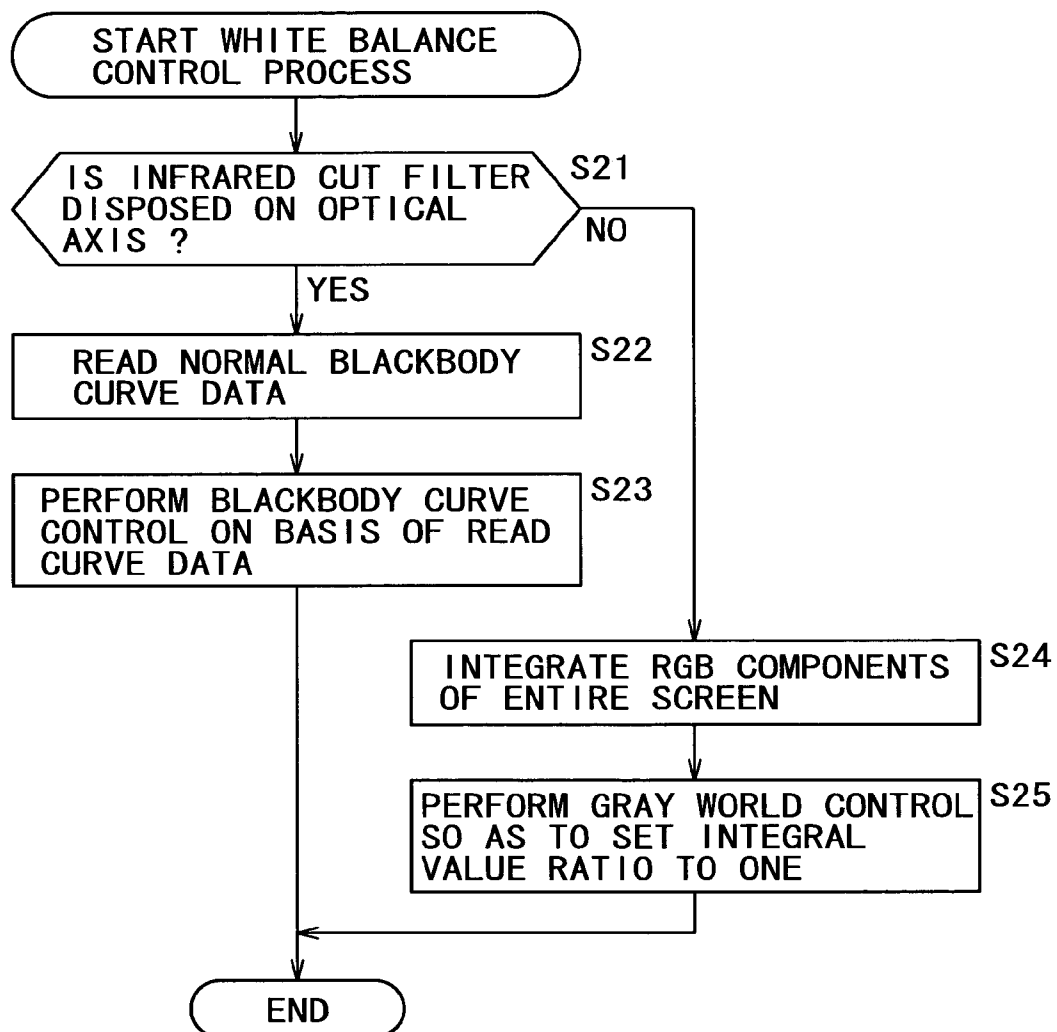 START WHITE BALANCE
CONTROL PROCESS
IS INFRARED CUT FILTER
DISPOSED ON OPTICAL
AXIS ?
S21
NO
YES
READ NORMAL BLACKBODY
CURVE DATA
S22
PERFORM BLACKBODY CURVE
CONTROL ON BASIS OF READ
CURVE DATA
S23
INTEGRATE RGB COMPONENTS
OF ENTIRE SCREEN
S24
PERFORM GRAY WORLD CONTROL
SO AS TO SET INTEGRAL
VALUE RATIO TO ONE
S25
END